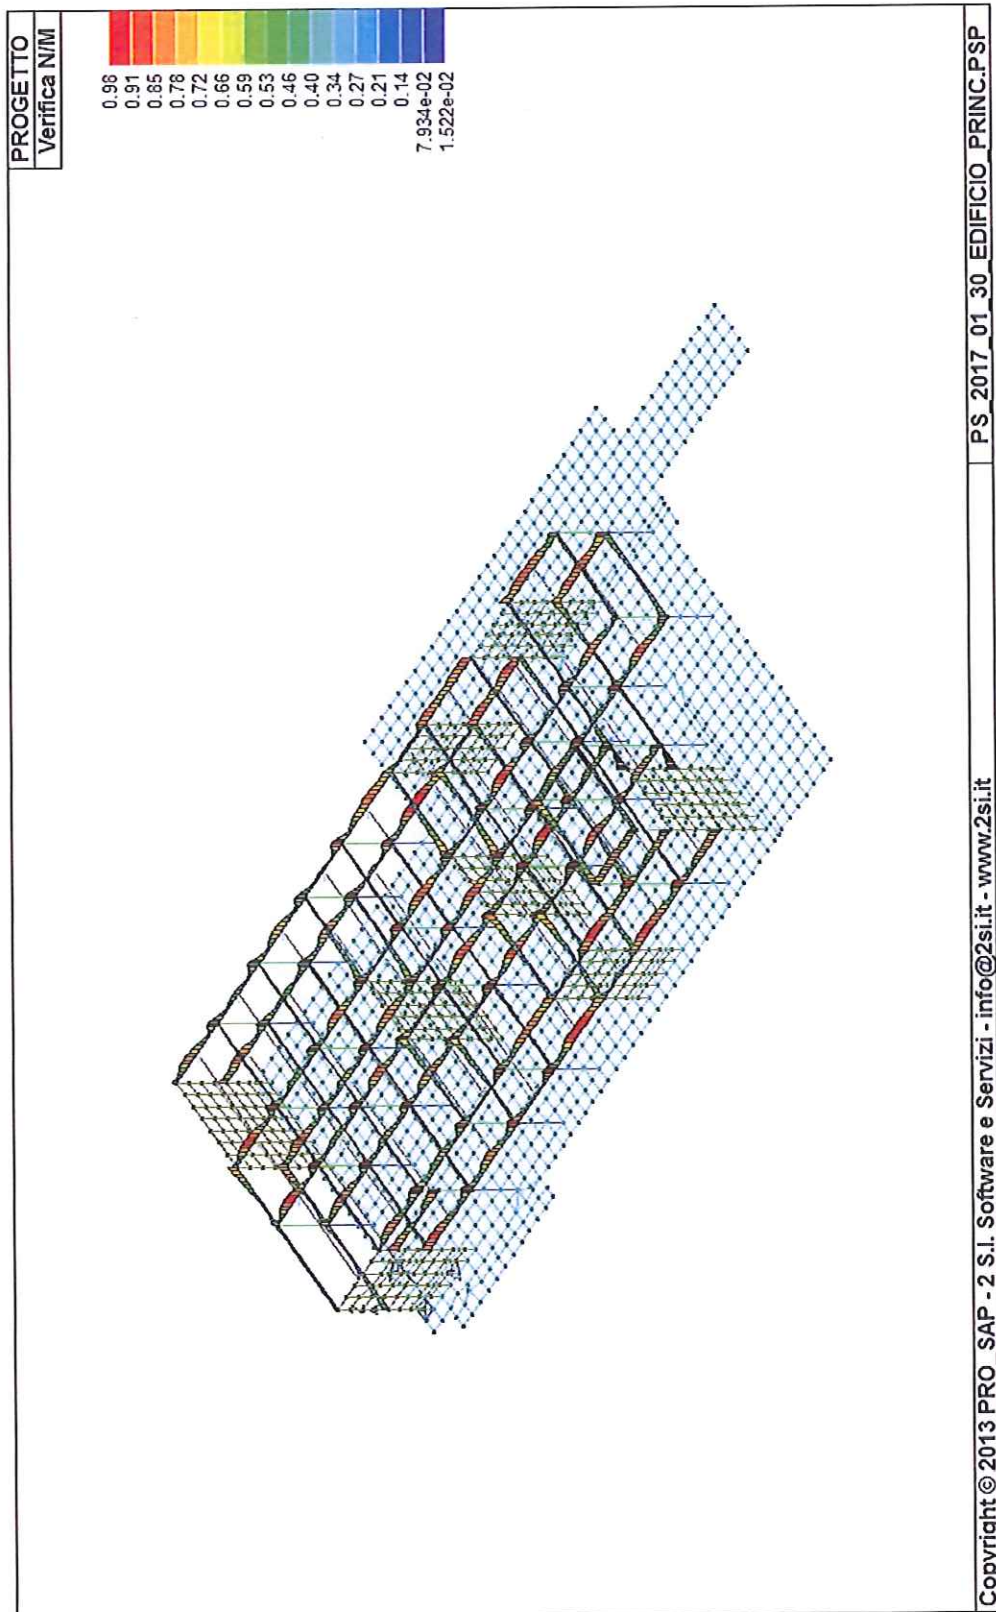 PROGETTO
Verifica N/M
0.98
0.91
0.85
0.78
0.72
0.66
0.59
0.53
0.46
0.40
0.34
0.27
0.21
0.14
7.934e-02
1.522e-02
Copyright © 2013 PRO_SAP - 2 S.I. Software e Servizi - info@2si.it - www.2si.it
PS_2017_01_30_EDIFICIO_PRINC.PSP